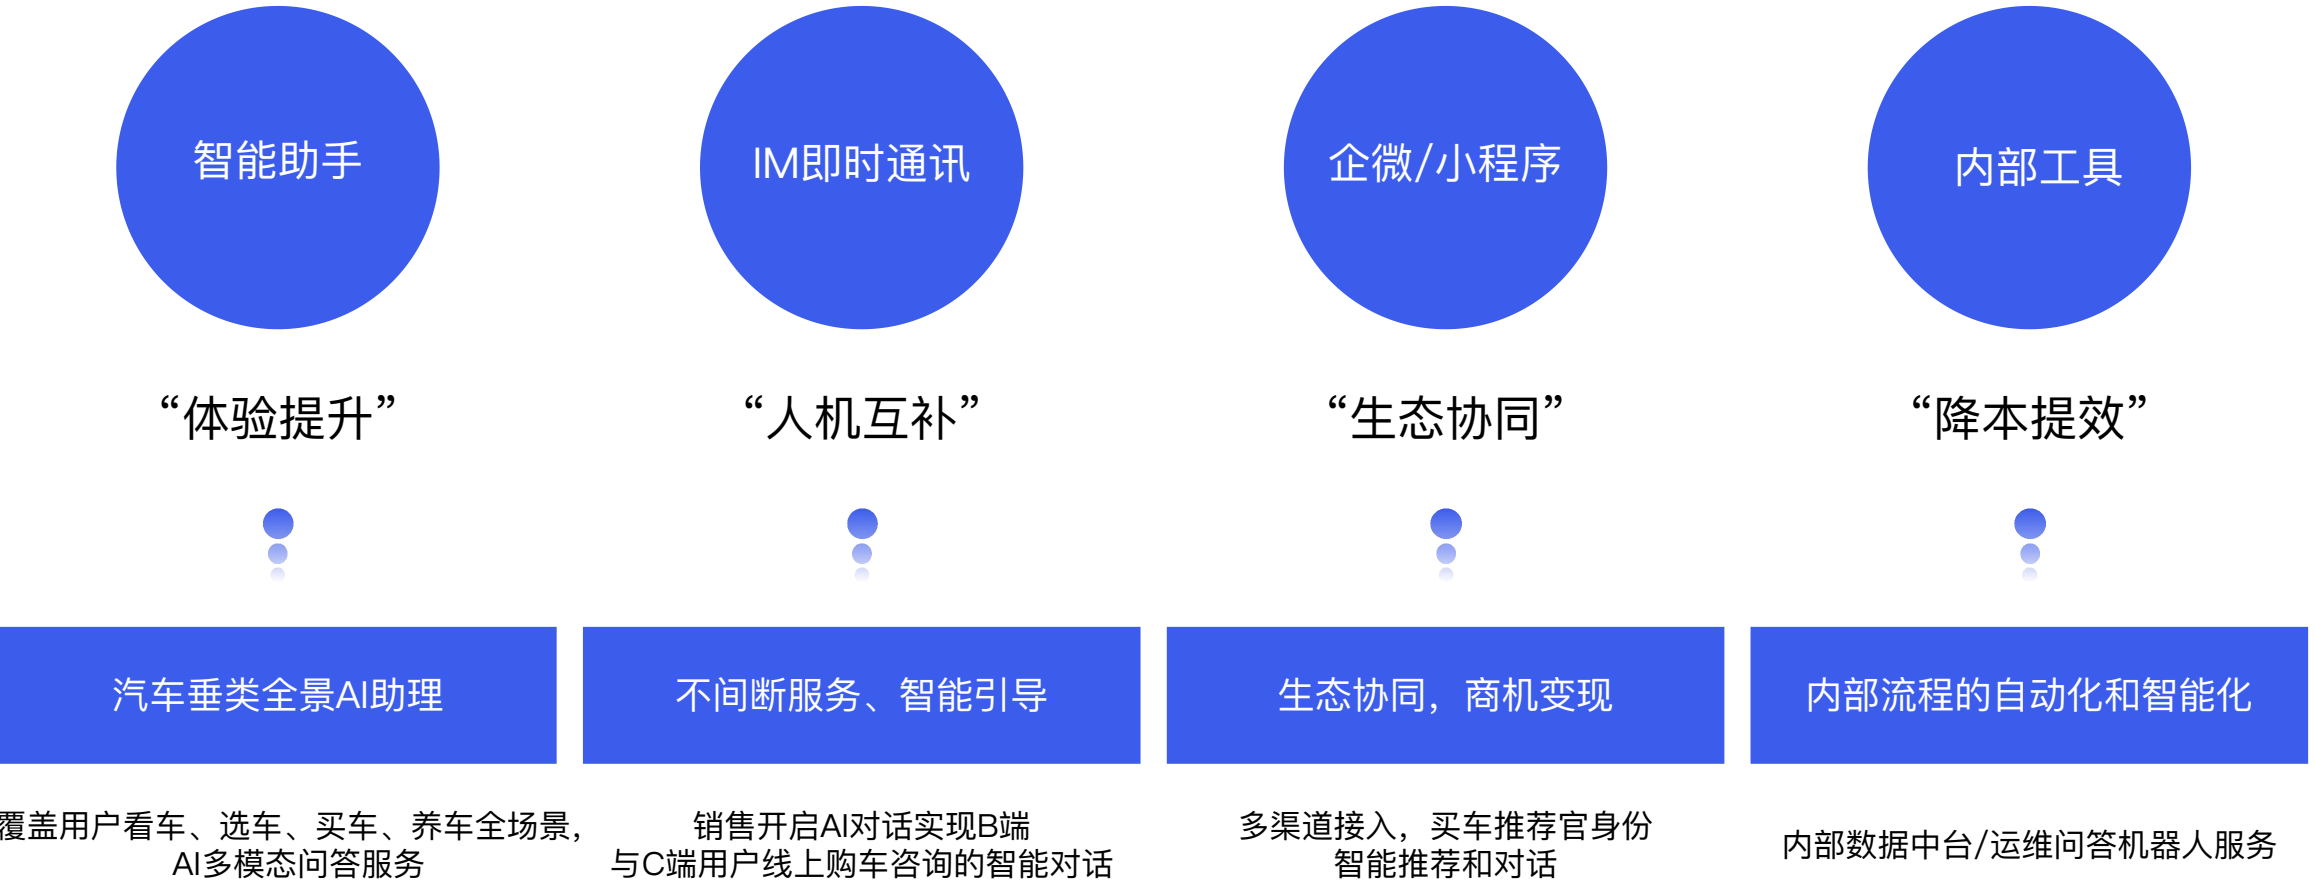 智能助手
IM即时通讯
企微/小程序
内部工具
“体验提升”
“人机互补”
“生态协同”
“降本提效”
汽车垂类全景AI助理
不间断服务、智能引导
生态协同，商机变现
内部流程的自动化和智能化
覆盖用户看车、选车、买车、养车全场景，
AI多模态问答服务
销售开启AI对话实现B端
与C端用户线上购车咨询的智能对话
多渠道接入，买车推荐官身份
智能推荐和对话
内部数据中台/运维问答机器人服务